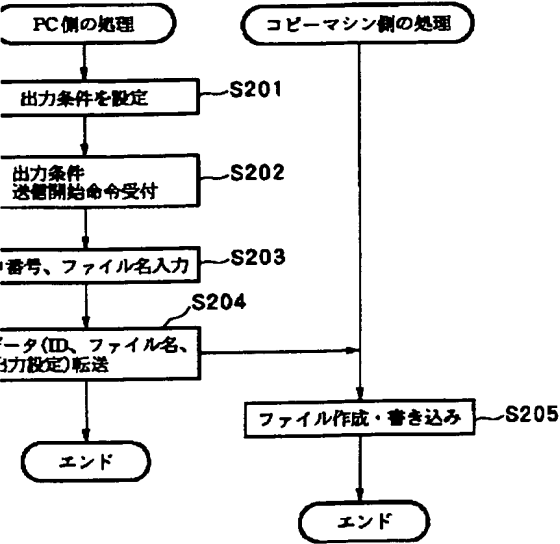 PC側の処理
コピーマシン側の処理
出力条件を設定
S201
出力条件
送信開始命令受付
S202
番号、ファイル名入力
S203
S204
ータ(ID、ファイル名、
出力設定)転送
ファイル作成・書き込み
S205
エンド
エンド